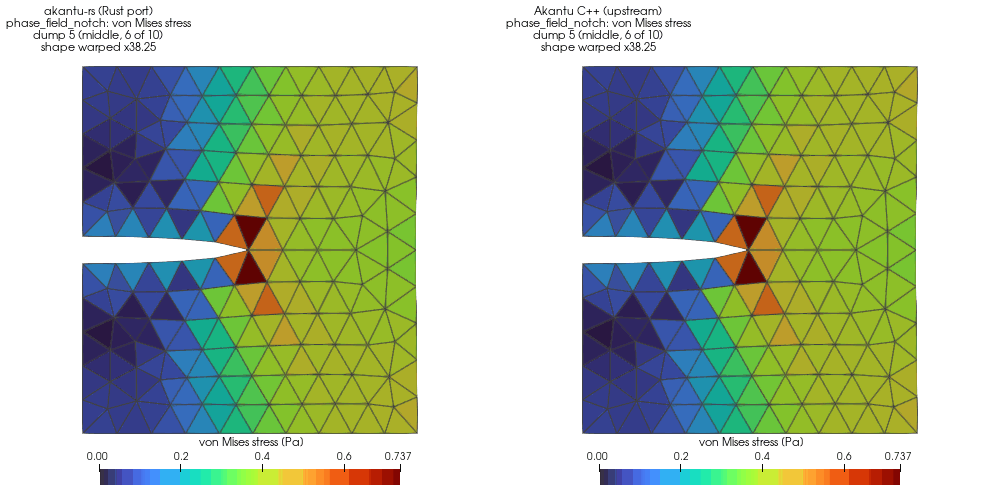 akantu-rs (Rust port)
phase_field_notch: von Mises stress
dump 5 (middle, 6 of 10)
shape warped x38.25
Akantu C++ (upstream)
phase_field_notch: von Mises stress
dump 5 (middle, 6 of 10)
shape warped x38.25
von Mises stress (Pa)
0.00 0.2 0.4 0.6 0.737
von Mises stress (Pa)
0.00 0.2 0.4 0.6 0.737